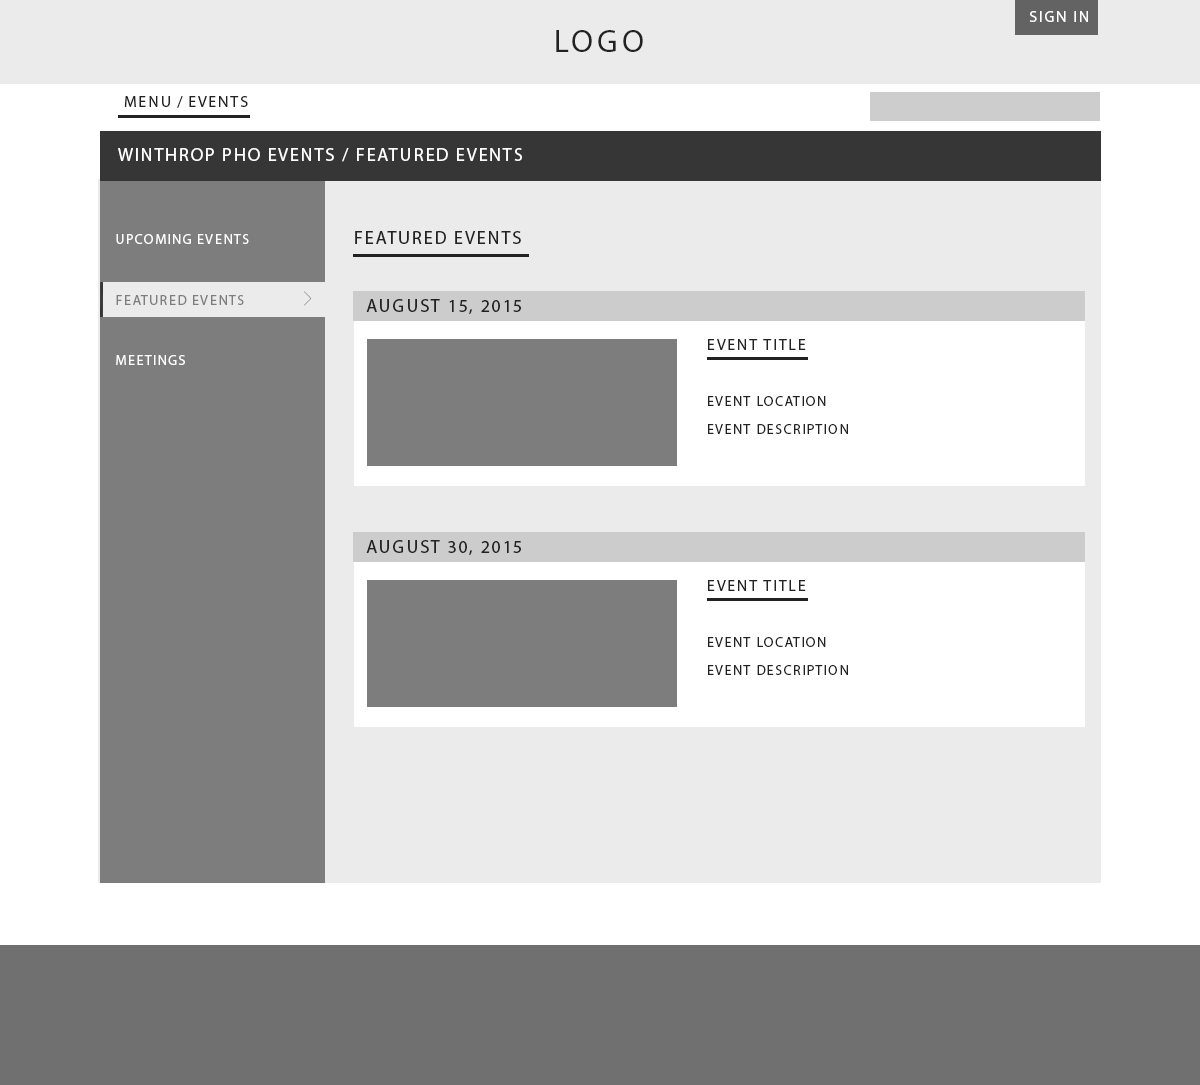 SIGN IN
LOGO
MENU / EVENTS
WINTHROP PHO EVENTS / FEATURED EVENTS
UPCOMING EVENTS
FEATURED EVENTS
MEETINGS
FEATURED EVENTS
AUGUST 15, 2015
EVENT TITLE
EVENT LOCATION
EVENT DESCRIPTION
AUGUST 30, 2015
EVENT TITLE
EVENT LOCATION
EVENT DESCRIPTION